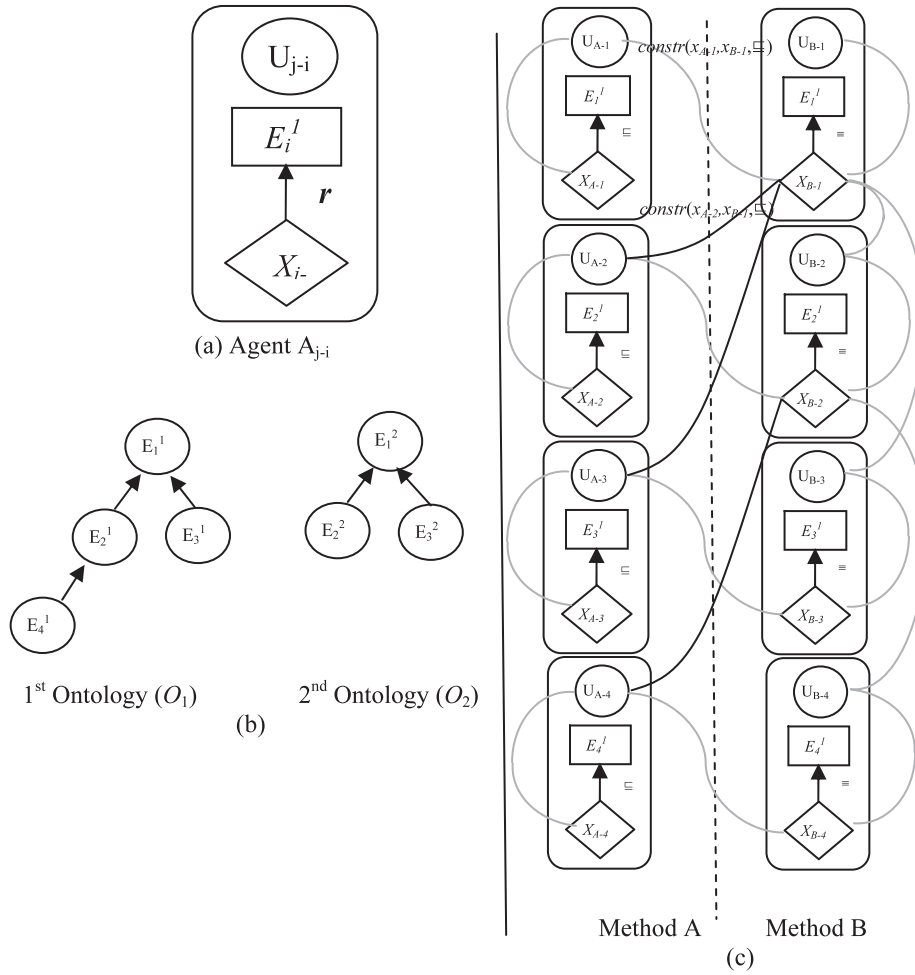 U_{j-i}
E_i^1
r
X_{i-}
(a) Agent A_{j-i}
E_1^1
E_2^1
E_3^1
E_4^1
1^{st} Ontology (O_1)
E_1^2
E_2^2
E_3^2
2^{nd} Ontology (O_2)
(b)
U_{A-1}
E_1^1
⊑
X_{A-1}
constr(x_{A-1},x_{B-1},⊑)
U_{B-1}
E_1^1
≡
X_{B-1}
constr(x_{A-2},x_{B-1},⊑)
U_{A-2}
E_2^1
⊑
X_{A-2}
U_{B-2}
E_2^1
≡
X_{B-2}
U_{A-3}
E_3^1
⊑
X_{A-3}
U_{B-3}
E_3^1
≡
X_{B-3}
U_{A-4}
E_4^1
⊑
X_{A-4}
U_{B-4}
E_4^1
≡
X_{B-4}
Method A
Method B
(c)